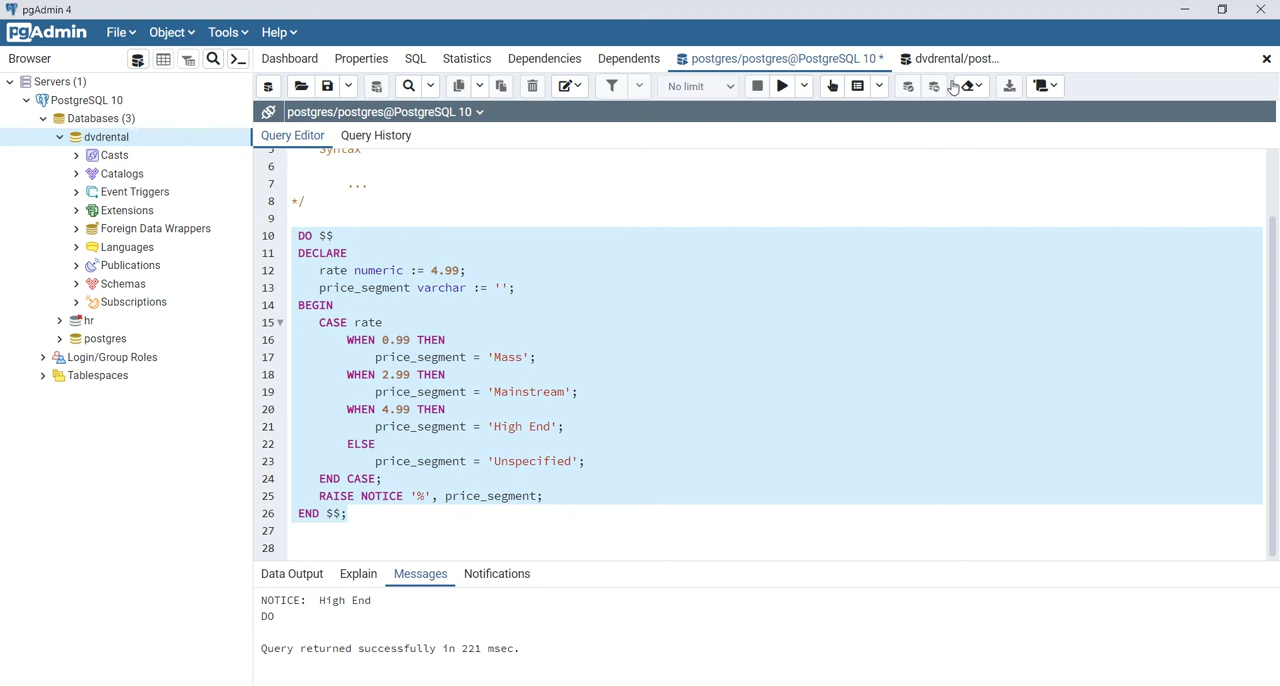 pgAdmin 4
pgAdmin File Object Tools Help
Browser
Dashboard Properties SQL Statistics Dependencies Dependents postgres/postgres@PostgreSQL 10 * dvdrental/post...
No limit
postgres/postgres@PostgreSQL 10
Query Editor Query History
Servers (1)
PostgreSQL 10
Databases (3)
dvdrental
Casts
Catalogs
Event Triggers
Extensions
Foreign Data Wrappers
Languages
Publications
Schemas
Subscriptions
hr
postgres
Login/Group Roles
Tablespaces
5 Syntax
6
7 ...
8 */
9
10 DO $$
11 DECLARE
12 rate numeric := 4.99;
13 price_segment varchar := '';
14 BEGIN
15 CASE rate
16 WHEN 0.99 THEN
17 price_segment = 'Mass';
18 WHEN 2.99 THEN
19 price_segment = 'Mainstream';
20 WHEN 4.99 THEN
21 price_segment = 'High End';
22 ELSE
23 price_segment = 'Unspecified';
24 END CASE;
25 RAISE NOTICE '%', price_segment;
26 END $$;
27
28
Data Output Explain Messages Notifications
NOTICE: High End
DO
Query returned successfully in 221 msec.